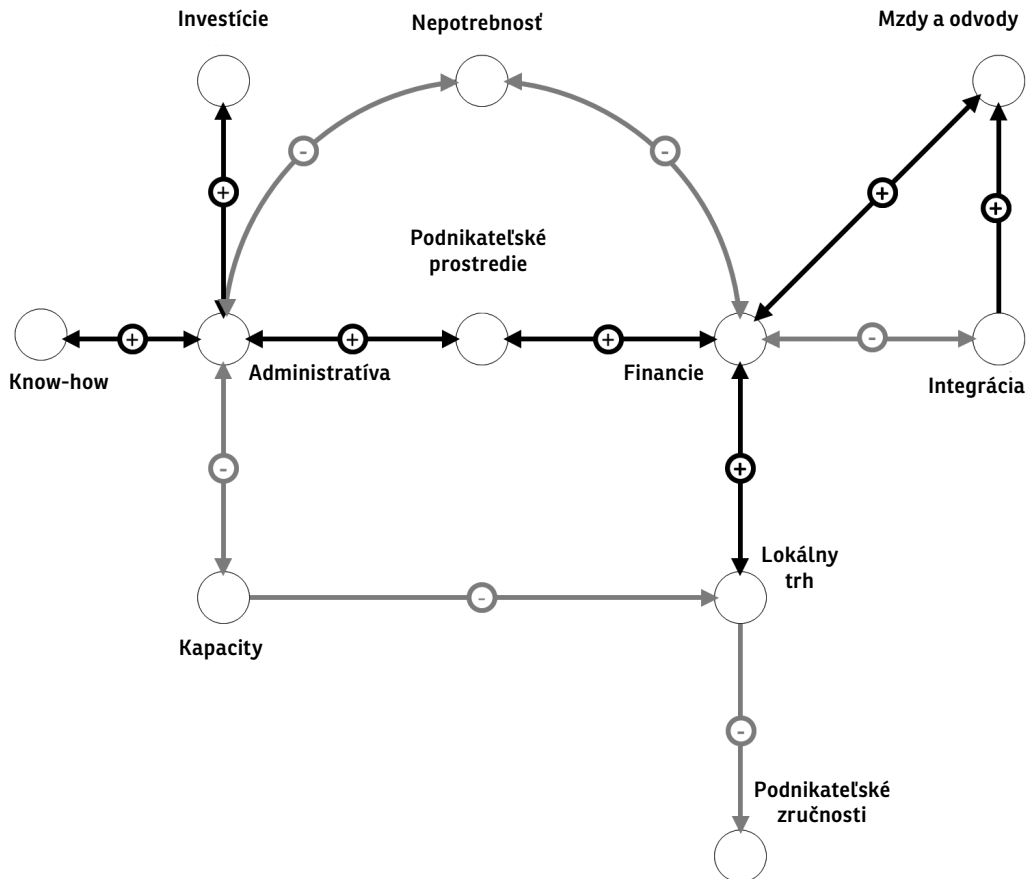 Investície
Nepotrebnosť
Mzdy a odvody
-
-
+
+
+
Podnikateľské
prostredie
+
+
+
-
Know-how
Administratíva
Financie
Integrácia
-
+
Lokálny
trh
-
Kapacity
-
Podnikateľské
zručnosti